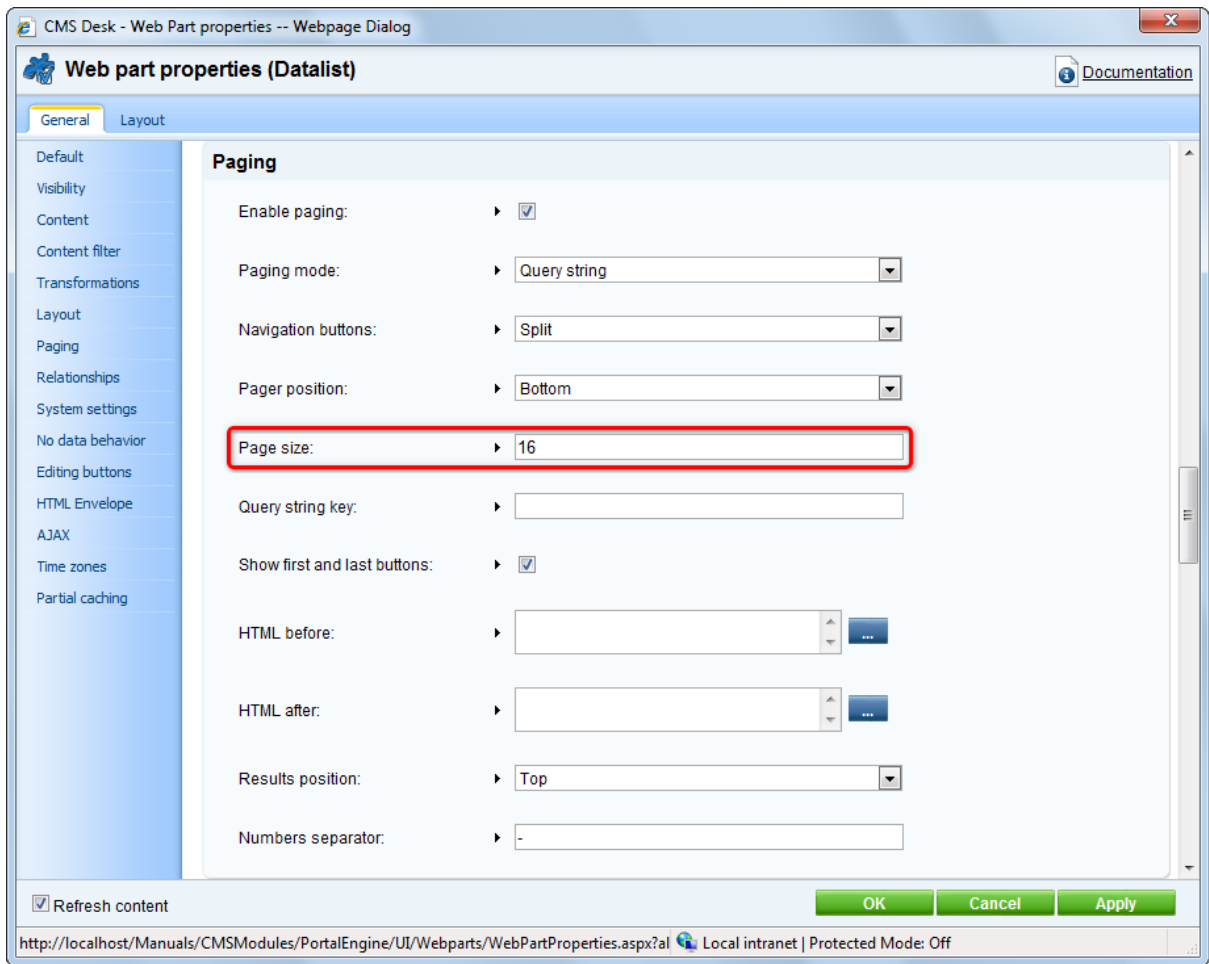 CMS Desk - Web Part properties -- Webpage Dialog
Web part properties (Datalist)
Documentation
General Layout
Default
Visibility
Content
Content filter
Transformations
Layout
Paging
Relationships
System settings
No data behavior
Editing buttons
HTML Envelope
AJAX
Time zones
Partial caching
Paging
Enable paging:
Paging mode: Query string
Navigation buttons: Split
Pager position: Bottom
Page size: 16
Query string key:
Show first and last buttons:
HTML before: ...
HTML after: ...
Results position: Top
Numbers separator: -
Refresh content
OK Cancel Apply
http://localhost/Manuals/CMSModules/PortalEngine/UI/Webparts/WebPartProperties.aspx?al Local intranet | Protected Mode: Off